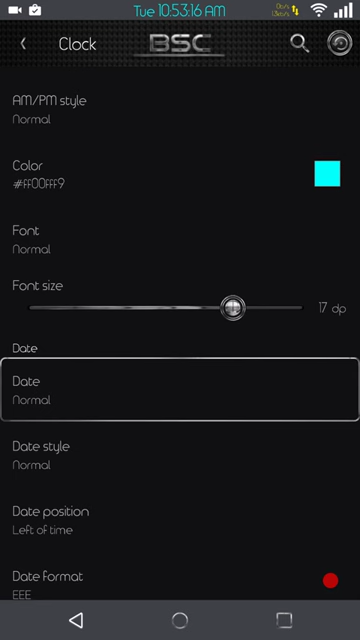 Tue 10:53:16 AM
Clock
BSC
AM/PM style
Normal
Color
#ff00fff9
Font
Normal
Font size
17 dp
Date
Date
Normal
Date style
Normal
Date position
Left of time
Date format
EEE